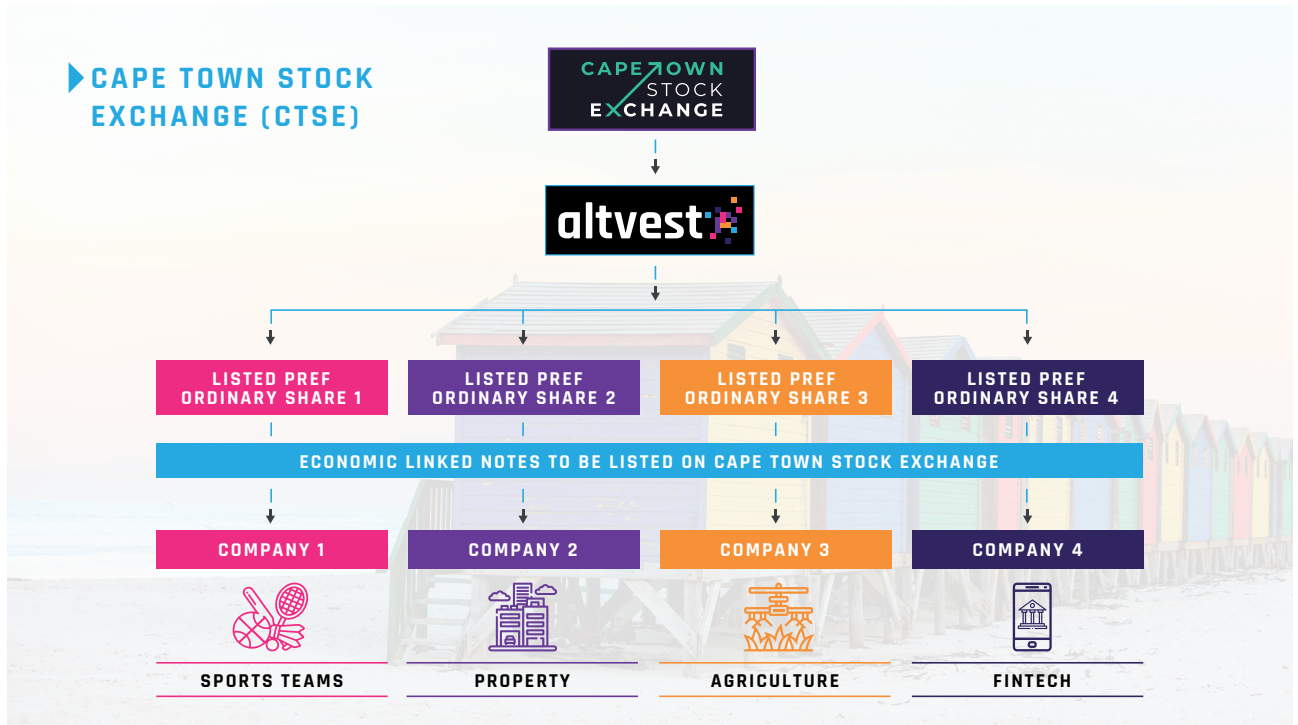 CAPE TOWN STOCK
EXCHANGE (CTSE)
CAPE TOWN
STOCK
EXCHANGE
altvest
LISTED PREF
ORDINARY SHARE 1
LISTED PREF
ORDINARY SHARE 2
LISTED PREF
ORDINARY SHARE 3
LISTED PREF
ORDINARY SHARE 4
ECONOMIC LINKED NOTES TO BE LISTED ON CAPE TOWN STOCK EXCHANGE
COMPANY 1
COMPANY 2
COMPANY 3
COMPANY 4
SPORTS TEAMS
PROPERTY
AGRICULTURE
FINTECH